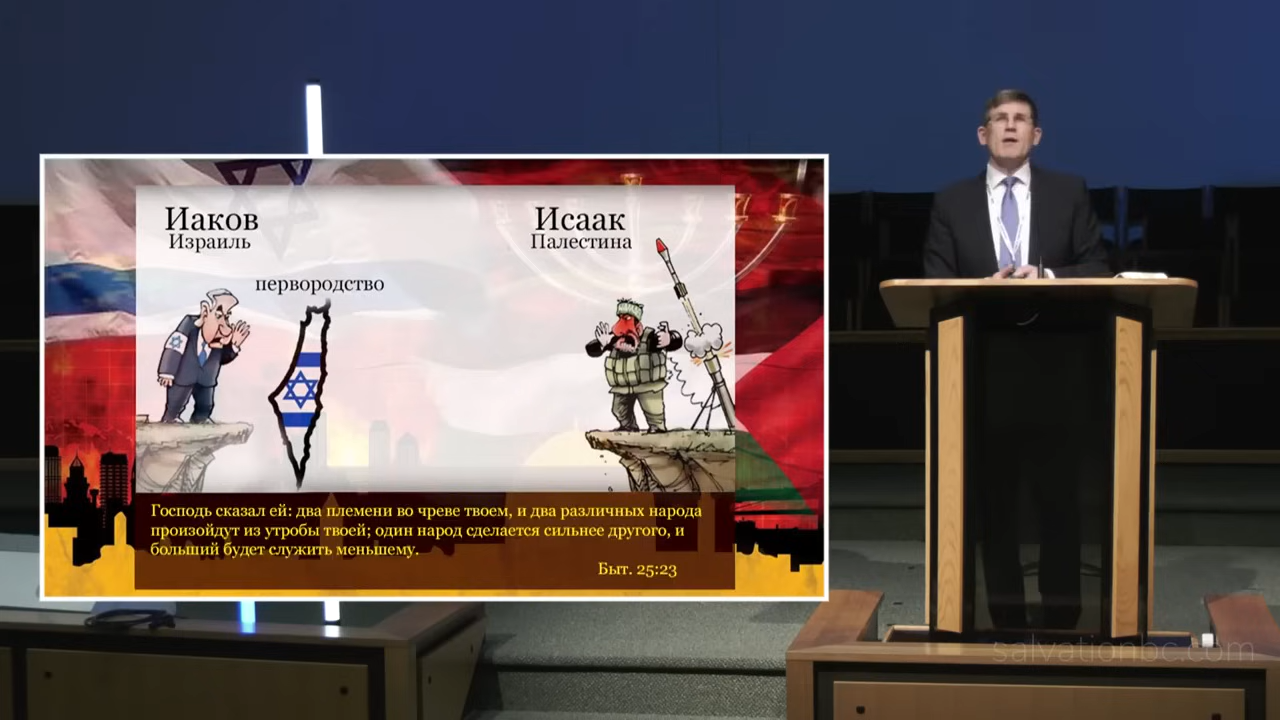 Иаков
Израиль
Исаак
Палестина
первородство
Господь сказал ей: два племени во чреве твоем, и два различных народа
произойдут из утробы твоей; один народ сделается сильнее другого, и
больший будет служить меньшему.
Быт. 25:23
salvationbc.com